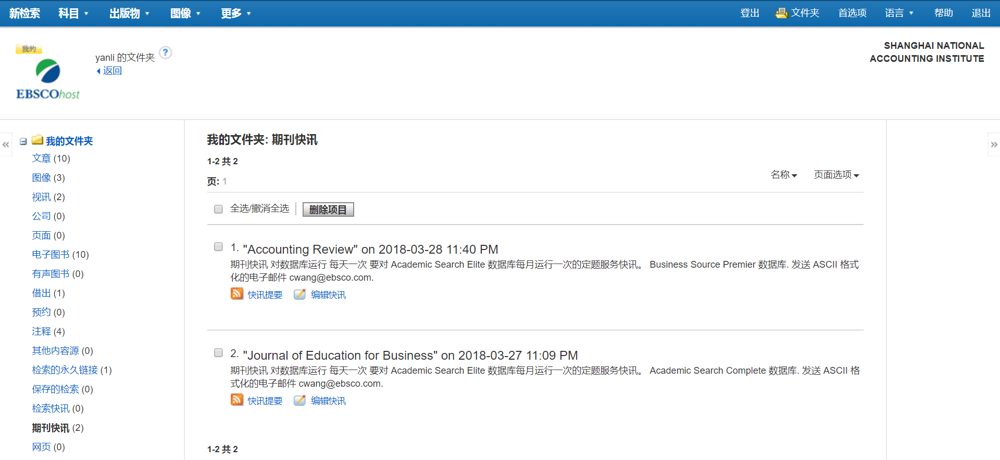 新检索 科目 出版物 图像 更多 登出 文件夹 首选项 语言 帮助 退出
我的
EBSCOhost
yanli 的文件夹 ?
返回
SHANGHAI NATIONAL
ACCOUNTING INSTITUTE
我的文件夹
文章 (10)
图像 (3)
视讯 (2)
公司 (0)
页面 (0)
电子图书 (10)
有声图书 (0)
借出 (1)
预约 (0)
注释 (4)
其他内容源 (0)
检索的永久链接 (1)
保存的检索 (0)
检索快讯 (0)
期刊快讯 (2)
网页 (0)
我的文件夹: 期刊快讯
1-2 共 2
页: 1
名称 页面选项
全选/撤消全选 删除项目
1. "Accounting Review" on 2018-03-28 11:40 PM
期刊快讯 对数据库运行 每天一次 要对 Academic Search Elite 数据库每月运行一次的定题服务快讯。 Business Source Premier 数据库. 发送 ASCII 格式
化的电子邮件 cwang@ebsco.com.
快讯提要 编辑快讯
2. "Journal of Education for Business" on 2018-03-27 11:09 PM
期刊快讯 对数据库运行 每天一次 要对 Academic Search Elite 数据库每月运行一次的定题服务快讯。 Academic Search Complete 数据库. 发送 ASCII 格
式化的电子邮件 cwang@ebsco.com.
快讯提要 编辑快讯
1-2 共 2